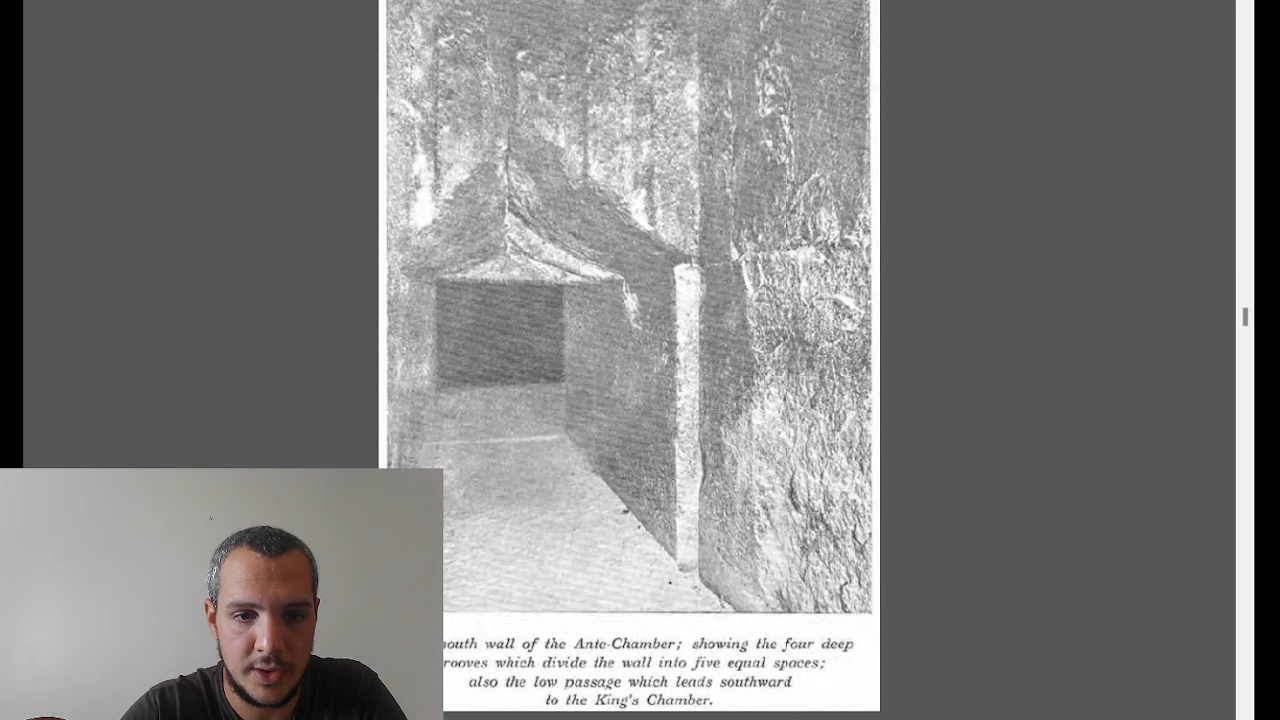 south wall of the Ante-Chamber; showing the four deep
rooves which divide the wall into five equal spaces;
also the low passage which leads southward
to the King's Chamber.